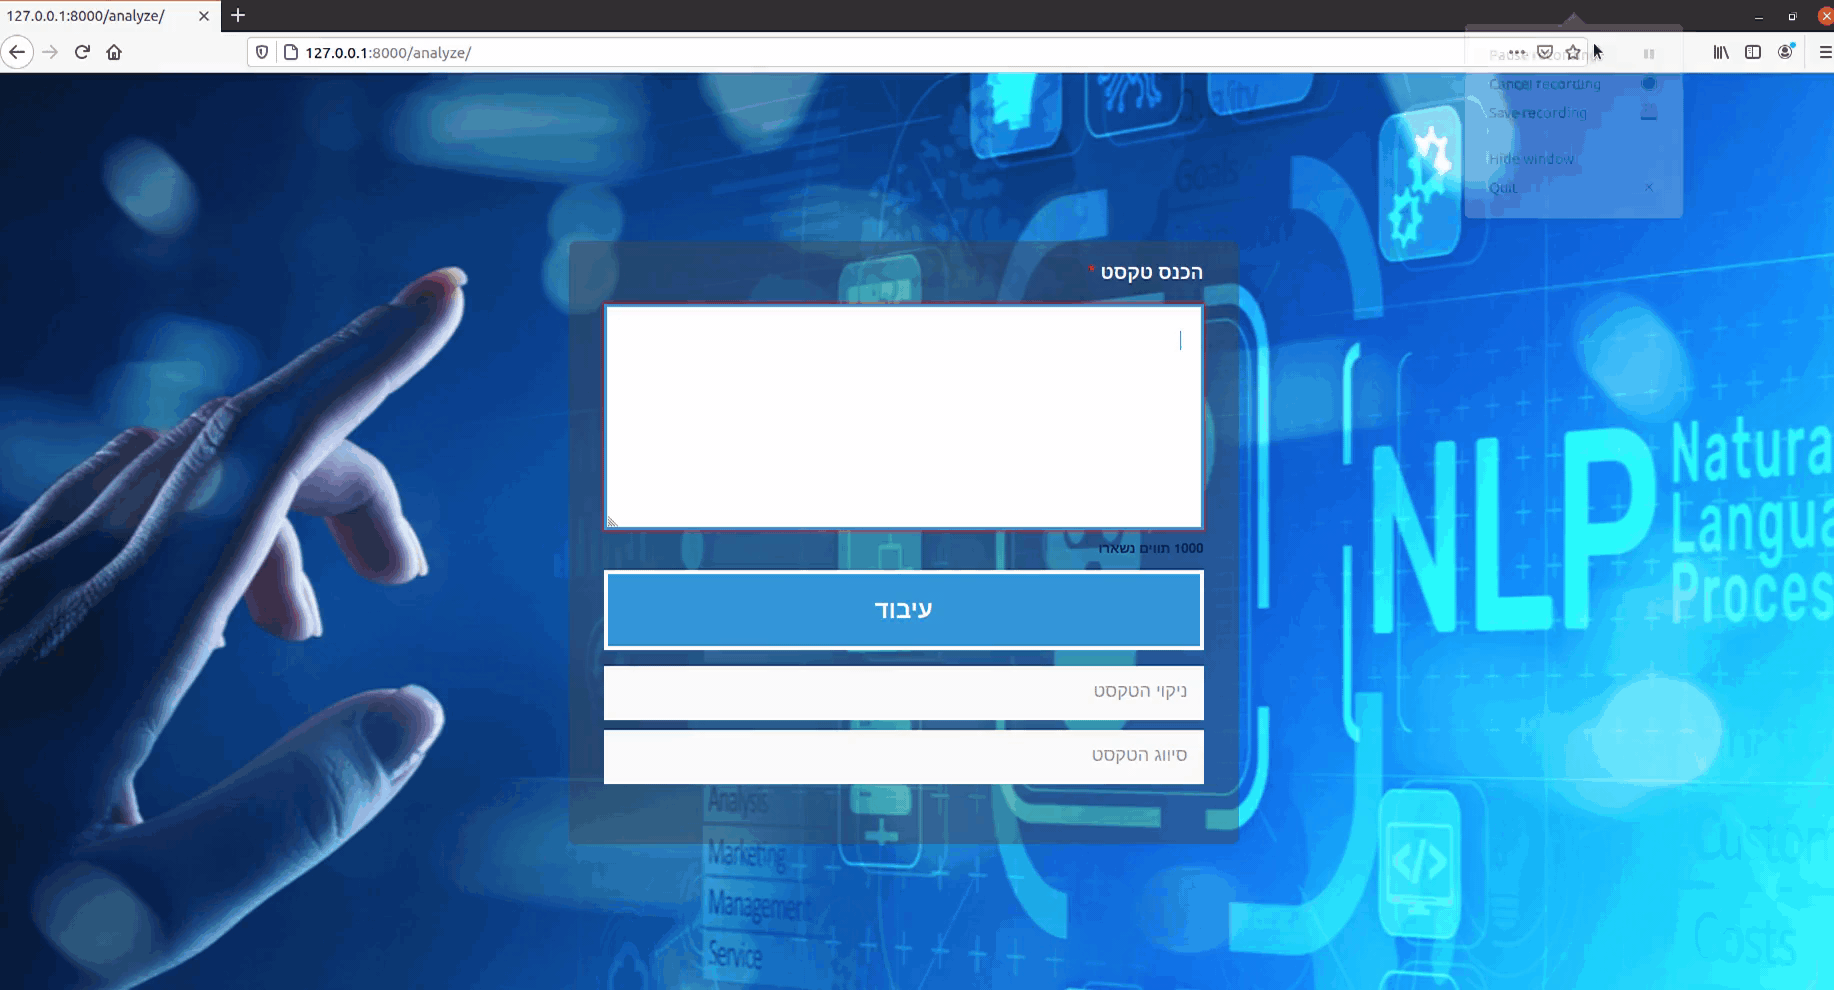 127.0.0.1:8000/analyze/
127.0.0.1:8000/analyze/
Pause recording
Cancel recording
Save recording
Hide window
Quit
Goals
הכנס טקסט *
1000 תווים נשארו
עיבוד
ניקוי הטקסט
סיווג הטקסט
NLP
Natura
Langua
Proces
Analysis
Marketing
Management
Service
Custom
Costs